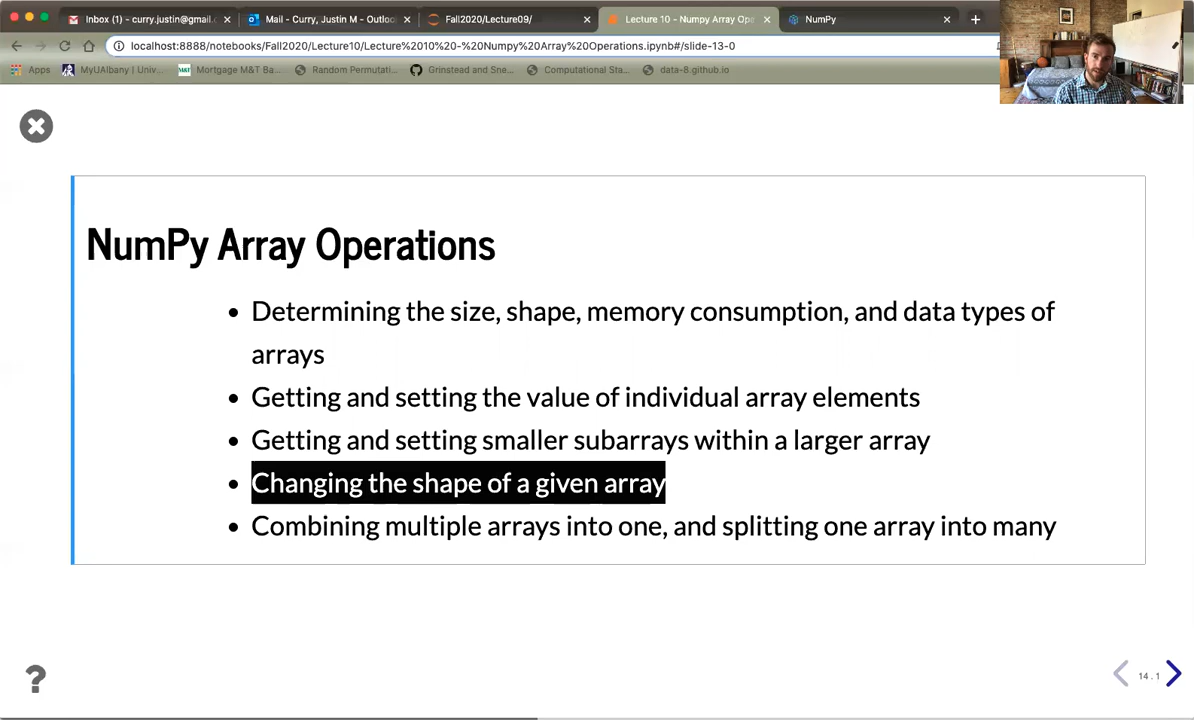 Inbox (1) - curry.justin@gmail.
Mail - Curry, Justin M - Outloo
Fall2020/Lecture09/
Lecture 10 - Numpy Array Ope
NumPy
localhost:8888/notebooks/Fall2020/Lecture10/Lecture%2010%20-%20Numpy%20Array%20Operations.ipynb#/slide-13-0
Apps
MyUAlbany | Univ...
M&T
Mortgage M&T Ba...
Random Permutati...
Grinstead and Sne...
Computational Sta...
data-8.github.io
NumPy Array Operations
• Determining the size, shape, memory consumption, and data types of
arrays
• Getting and setting the value of individual array elements
• Getting and setting smaller subarrays within a larger array
• Changing the shape of a given array
• Combining multiple arrays into one, and splitting one array into many
?
14 . 1